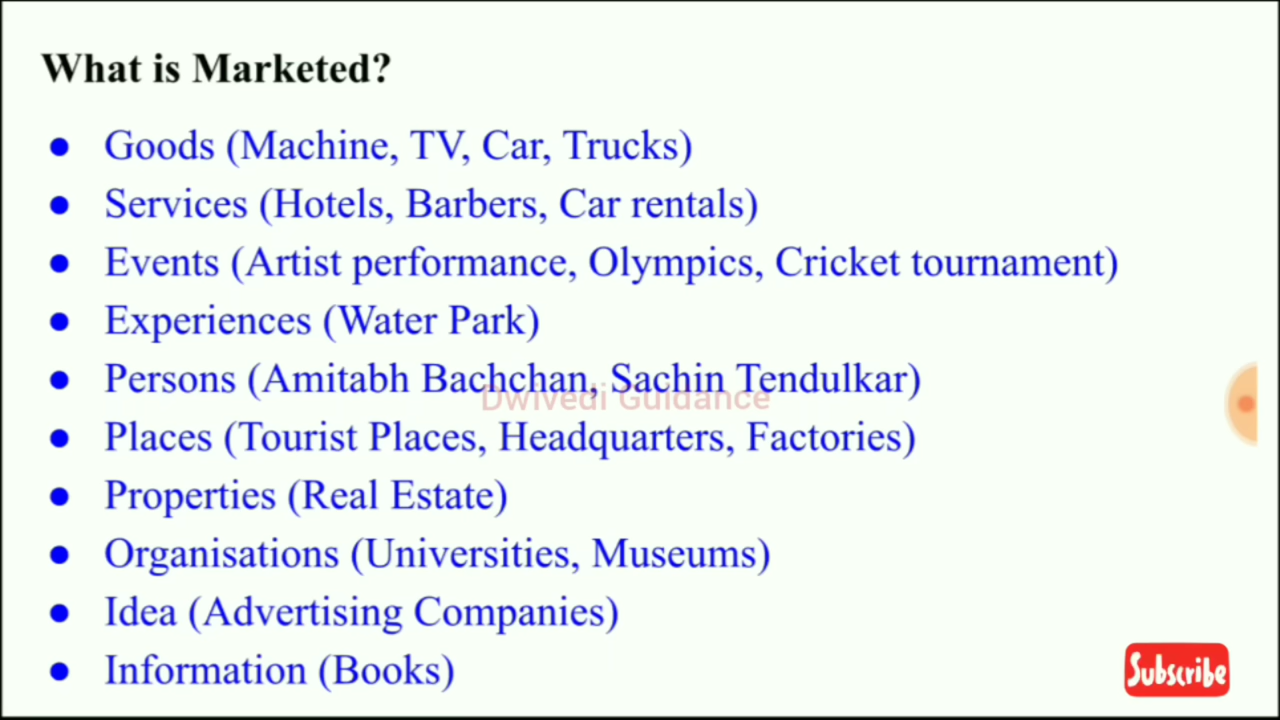 What is Marketed?
● Goods (Machine, TV, Car, Trucks)
● Services (Hotels, Barbers, Car rentals)
● Events (Artist performance, Olympics, Cricket tournament)
● Experiences (Water Park)
● Persons (Amitabh Bachchan, Sachin Tendulkar)
Dwivedi Guidance
● Places (Tourist Places, Headquarters, Factories)
● Properties (Real Estate)
● Organisations (Universities, Museums)
● Idea (Advertising Companies)
● Information (Books)
Subscribe